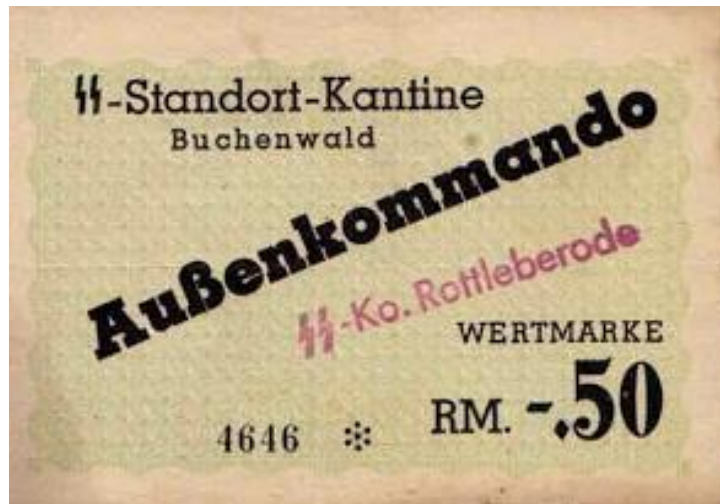 ᛋᛋ-Standort-Kantine
Buchenwald
Außenkommando
ᛋᛋ-Ko. Rottleberode
WERTMARKE
RM. -.50
4646 ❊